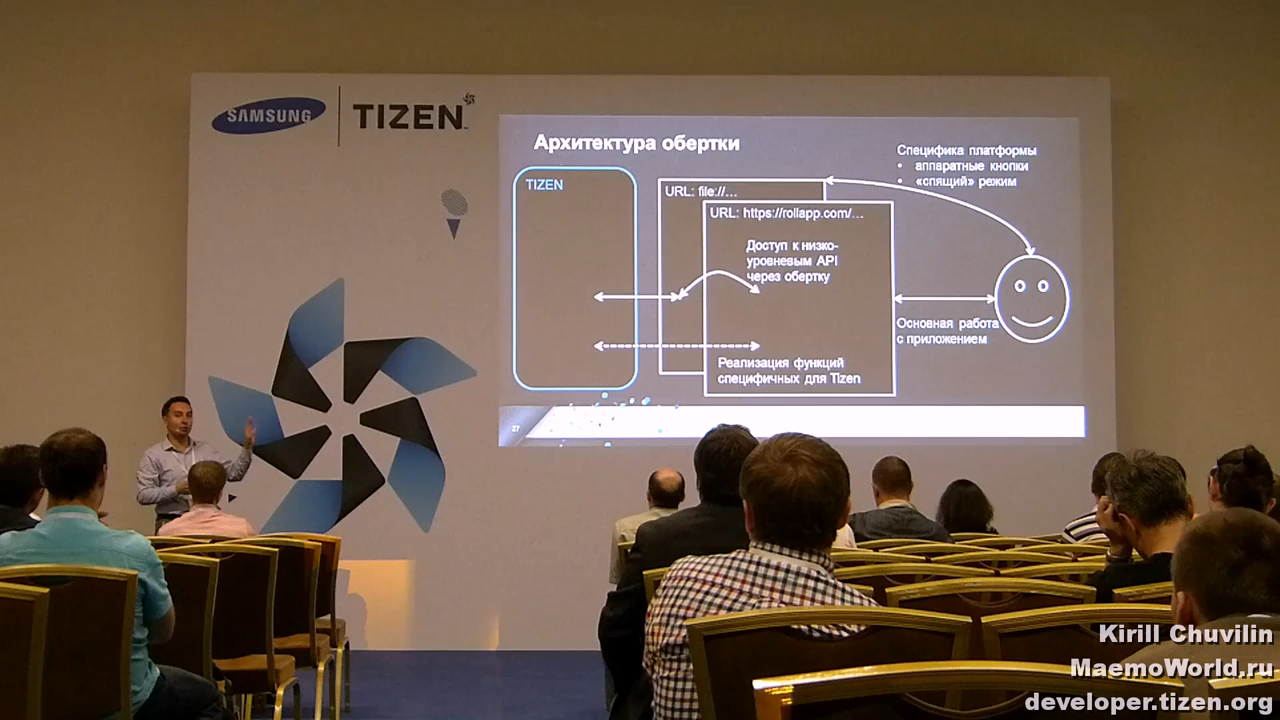 SAMSUNG
TIZEN
Архитектура обертки
TIZEN
URL: file://...
URL: https://rollapp.com/...
Доступ к низко-
уровневым API
через обертку
Реализация функций
специфичных для Tizen
Специфика платформы
• аппаратные кнопки
• «спящий» режим
Основная работа
с приложением
27
Kirill Chuvilin
MaemoWorld.ru
developer.tizen.org